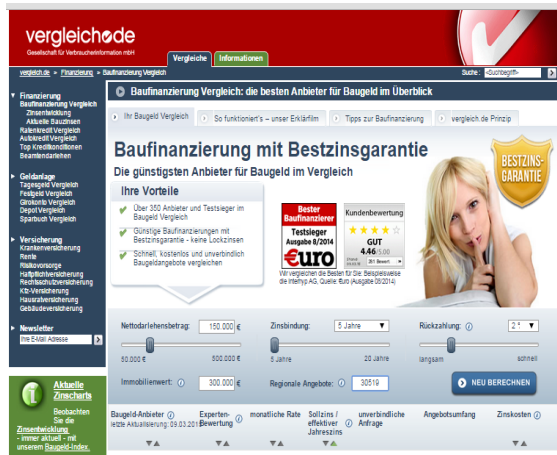 vergleich.de
Gesellschaft für Verbraucherinformation mbH
Vergleiche
Informationen
vergleich.de ► Finanzierung ► Baufinanzierung Vergleich
Suche: «Suchbegriff»
Finanzierung
Baufinanzierung Vergleich
Zinsentwicklung
Aktuelle Bauzinsen
Ratenkredit Vergleich
Autokredit Vergleich
Top Kreditkonditionen
Beamtendarlehen
Geldanlage
Tagesgeld Vergleich
Festgeld Vergleich
Girokonto Vergleich
Depot Vergleich
Sparbuch Vergleich
Versicherung
Krankenversicherung
Rente
Risikovorsorge
Haftpflichtversicherung
Rechtsschutzversicherung
Kfz-Versicherung
Hausratversicherung
Gebäudeversicherung
Newsletter
Ihre E-Mail Adresse
Aktuelle
Zinscharts
Beobachten
Sie die
Zinsentwicklung
- immer aktuell - mit
unserem Baugeld-Index.
Baufinanzierung Vergleich: die besten Anbieter für Baugeld im Überblick
Ihr Baugeld Vergleich
So funktioniert's – unser Erklärfilm
Tipps zur Baufinanzierung
vergleich.de Prinzip
Baufinanzierung mit Bestzinsgarantie
Die günstigsten Anbieter für Baugeld im Vergleich
BESTZINS-
GARANTIE
Ihre Vorteile
Über 350 Anbieter und Testsieger im
Baugeld Vergleich
Günstige Baufinanzierungen mit
Bestzinsgarantie - keine Lockzinsen
Schnell, kostenlos und unverbindlich
Baugeldangebote vergleichen
Bester
Baufinanzierer
Testsieger
Ausgabe 8/2014
€uro
Kundenbewertung
GUT
4.46/5.00
Wir vergleichen die Besten für Sie: Beispielsweise
die Interhyp AG, Quelle: €uro (Ausgabe 08/2014)
Nettodarlehensbetrag: 150.000 €
50.000 € 500.000 €
Zinsbindung: 5 Jahre
5 Jahre 20 Jahre
Rückzahlung: 2 *
langsam schnell
Immobilienwert: 300.000 €
Regionale Angebote: 30519
NEU BERECHNEN
Baugeld-Anbieter
letzte Aktualisierung: 09.03.201
Experten-
Bewertung
monatliche Rate
Sollzins /
effektiver
Jahreszins
unverbindliche
Anfrage
Angebotsumfang
Zinskosten